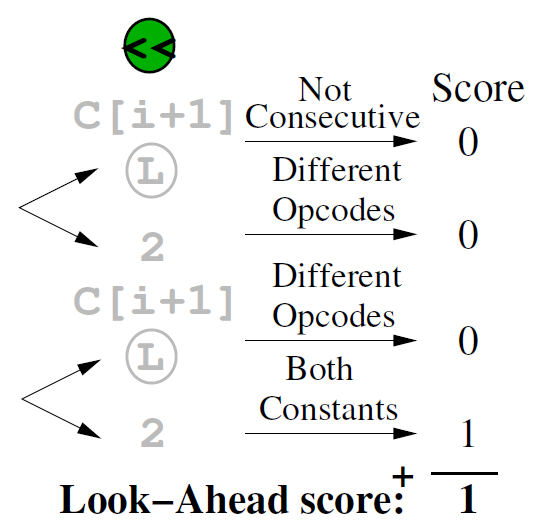 <<
Not
Score
C[i+1]
Consecutive
0
L
Different
Opcodes
2
0
Different
C[i+1]
Opcodes
0
L
Both
Constants
2
1
+
Look-Ahead score:
1